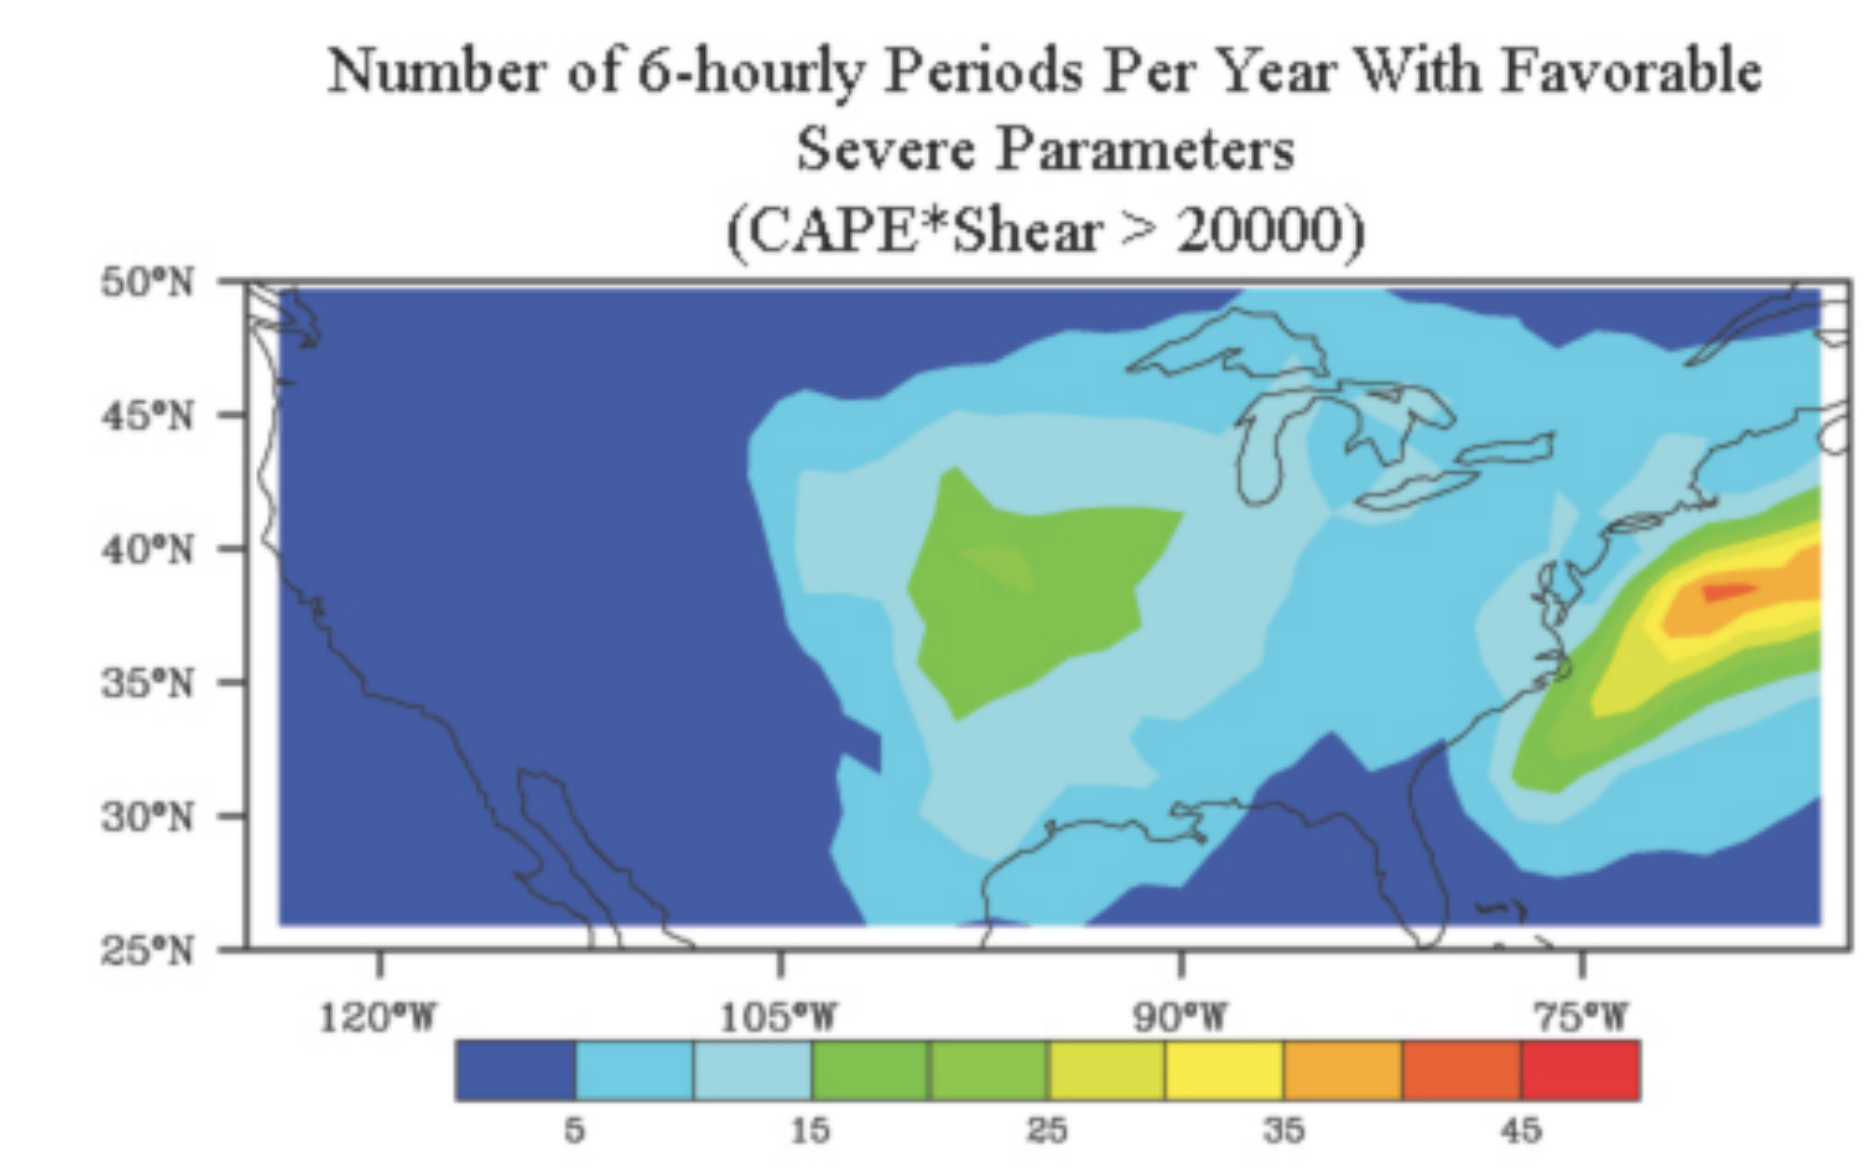 Number of 6-hourly Periods Per Year With Favorable
Severe Parameters
(CAPE*Shear > 20000)
50°N
45°N
40°N
35°N
30°N
25°N
120°W 105°W 90°W 75°W
5 15 25 35 45